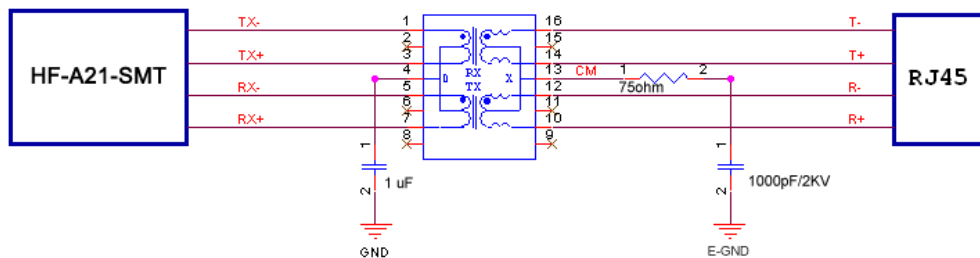 TX- 1 16 T-
2 15
TX+ 3 14 T+
HF-A21-SMT 4 D RX X 13 CM 1 2 RJ45
TX 75ohm
RX- 5 12 R-
6 11
RX+ 7 10 R+
8 9
1 1
1 uF 1000pF/2KV
2 2
GND E-GND